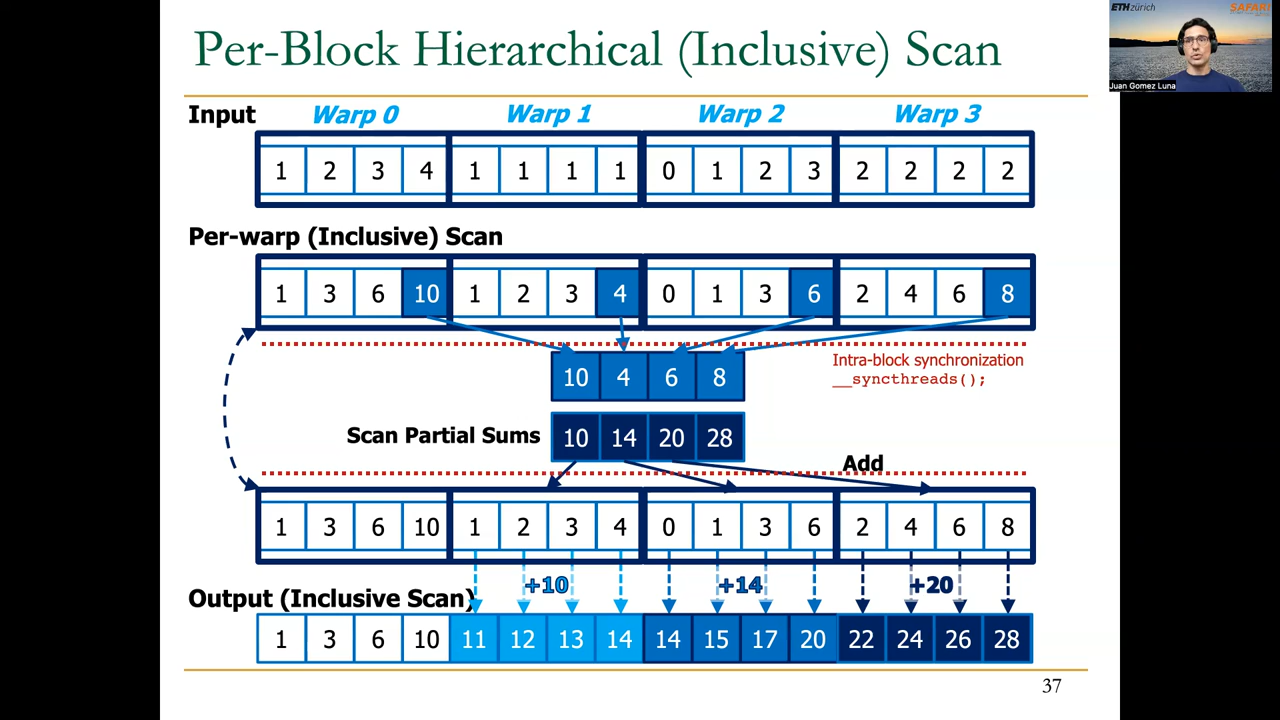 Per-Block Hierarchical (Inclusive) Scan
ETH zürich SAFARI
Juan Gomez Luna
Input Warp 0 Warp 1 Warp 2 Warp 3
1 2 3 4 1 1 1 1 0 1 2 3 2 2 2 2
Per-warp (Inclusive) Scan
1 3 6 10 1 2 3 4 0 1 3 6 2 4 6 8
Intra-block synchronization
__syncthreads();
10 4 6 8
Scan Partial Sums 10 14 20 28
Add
1 3 6 10 1 2 3 4 0 1 3 6 2 4 6 8
+10 +14 +20
Output (Inclusive Scan)
1 3 6 10 11 12 13 14 14 15 17 20 22 24 26 28
37